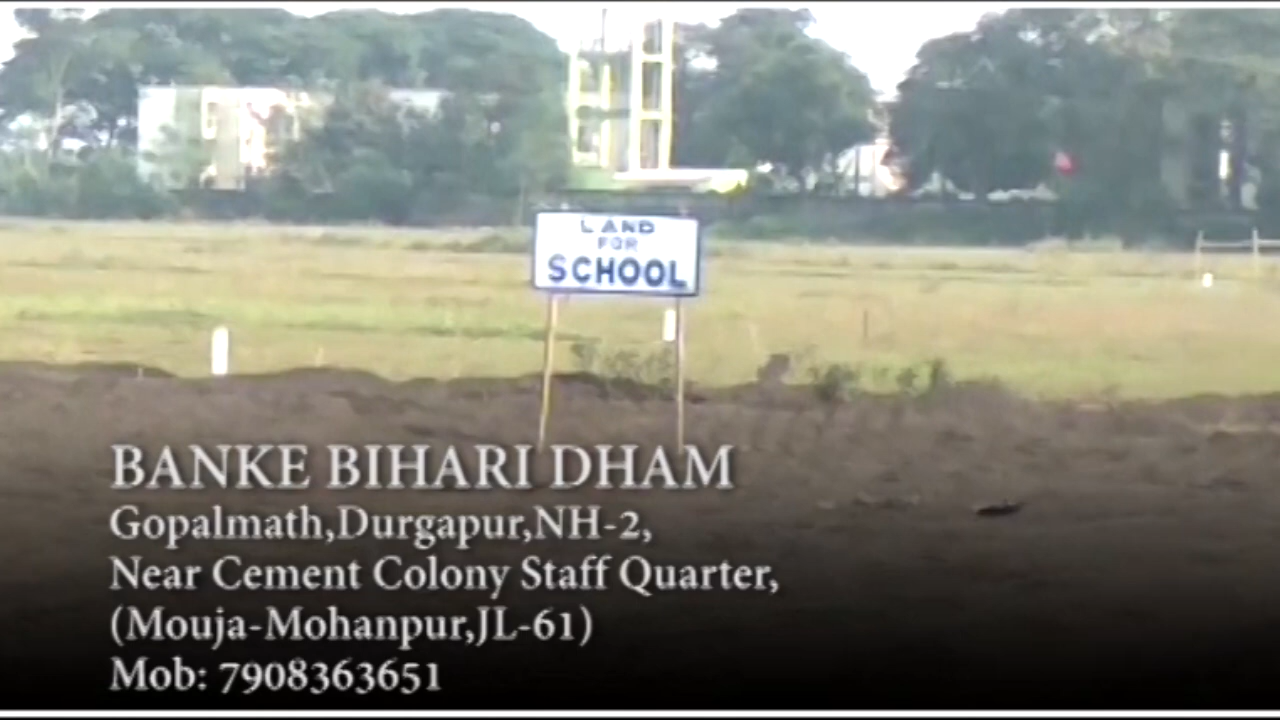 LAND
FOR
SCHOOL
BANKE BIHARI DHAM
Gopalmath,Durgapur,NH-2,
Near Cement Colony Staff Quarter,
(Mouja-Mohanpur,JL-61)
Mob: 7908363651